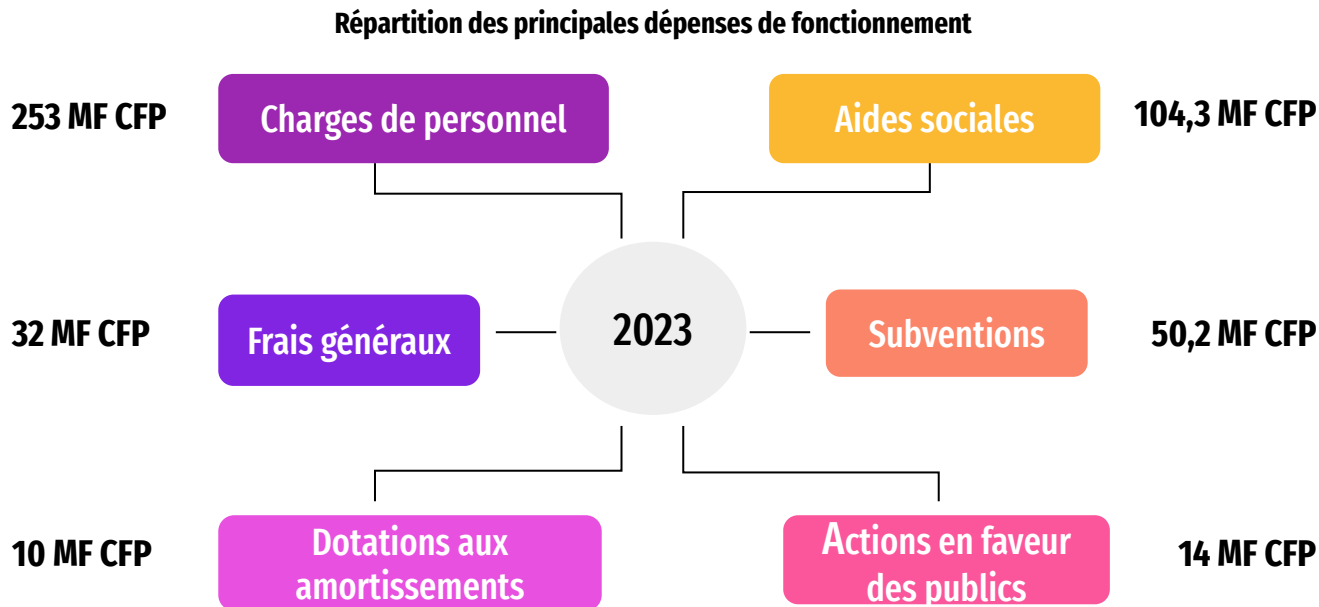 Répartition des principales dépenses de fonctionnement
253 MF CFP
Charges de personnel
Aides sociales
104,3 MF CFP
32 MF CFP
Frais généraux
2023
Subventions
50,2 MF CFP
10 MF CFP
Dotations aux
amortissements
Actions en faveur
des publics
14 MF CFP